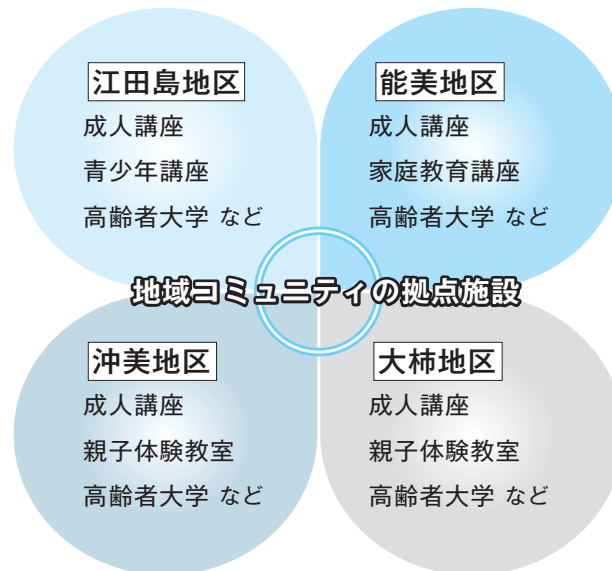 江田島地区
成人講座
青少年講座
高齢者大学 など
能美地区
成人講座
家庭教育講座
高齢者大学 など
地域コミュニティの拠点施設
沖美地区
成人講座
親子体験教室
高齢者大学 など
大柿地区
成人講座
親子体験教室
高齢者大学 など